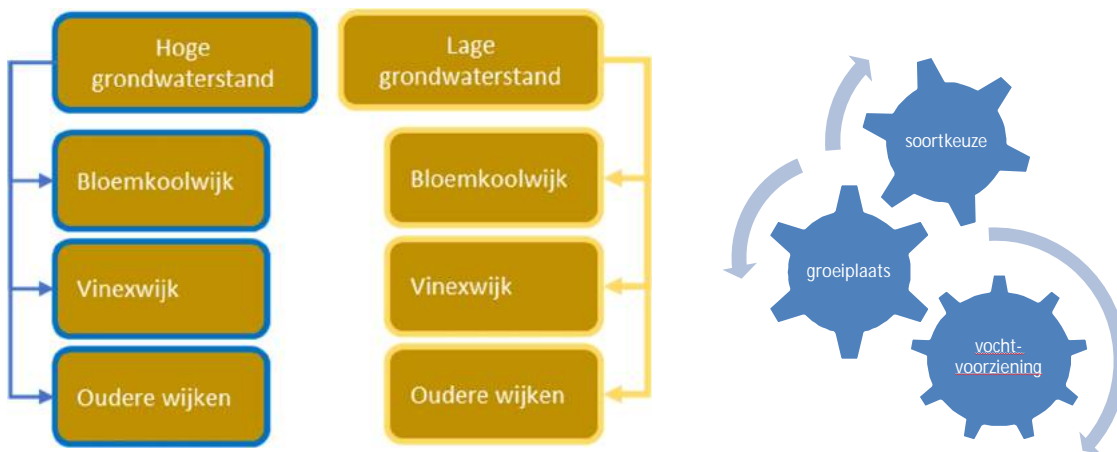 Hoge
grondwaterstand
Bloemkoolwijk
Vinexwijk
Oudere wijken
Lage
grondwaterstand
Bloemkoolwijk
Vinexwijk
Oudere wijken
soortkeuze
groeiplaats
vocht-
voorziening